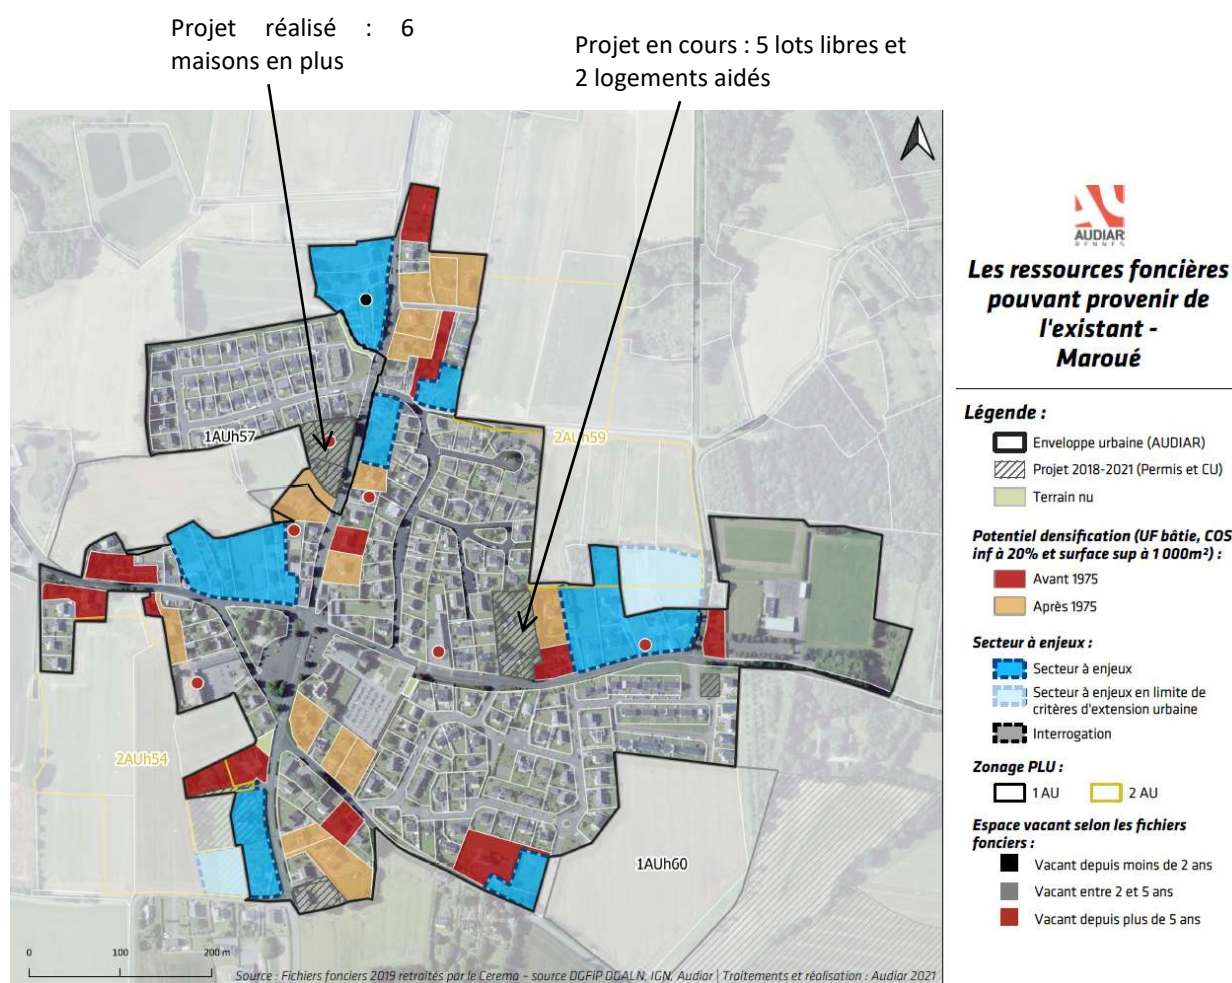 Projet réalisé : 6
maisons en plus
Projet en cours : 5 lots libres et
2 logements aidés
1AUh57
2AUh59
2AUh54
1AUh60
0 100 200 m
Source : Fichiers fonciers 2019 retraités par le Cerema – source DGFiP DGALN, IGN, Audiar | Traitements et réalisation : Audiar 2021
AU
AUDIAR
RENNES
Les ressources foncières
pouvant provenir de
l'existant -
Maroué
Légende :
Enveloppe urbaine (AUDIAR)
Projet 2018-2021 (Permis et CU)
Terrain nu
Potentiel densification (UF bâtie, COS
inf à 20% et surface sup à 1 000m²) :
Avant 1975
Après 1975
Secteur à enjeux :
Secteur à enjeux
Secteur à enjeux en limite de
critères d'extension urbaine
Interrogation
Zonage PLU :
1 AU 2 AU
Espace vacant selon les fichiers
fonciers :
Vacant depuis moins de 2 ans
Vacant entre 2 et 5 ans
Vacant depuis plus de 5 ans